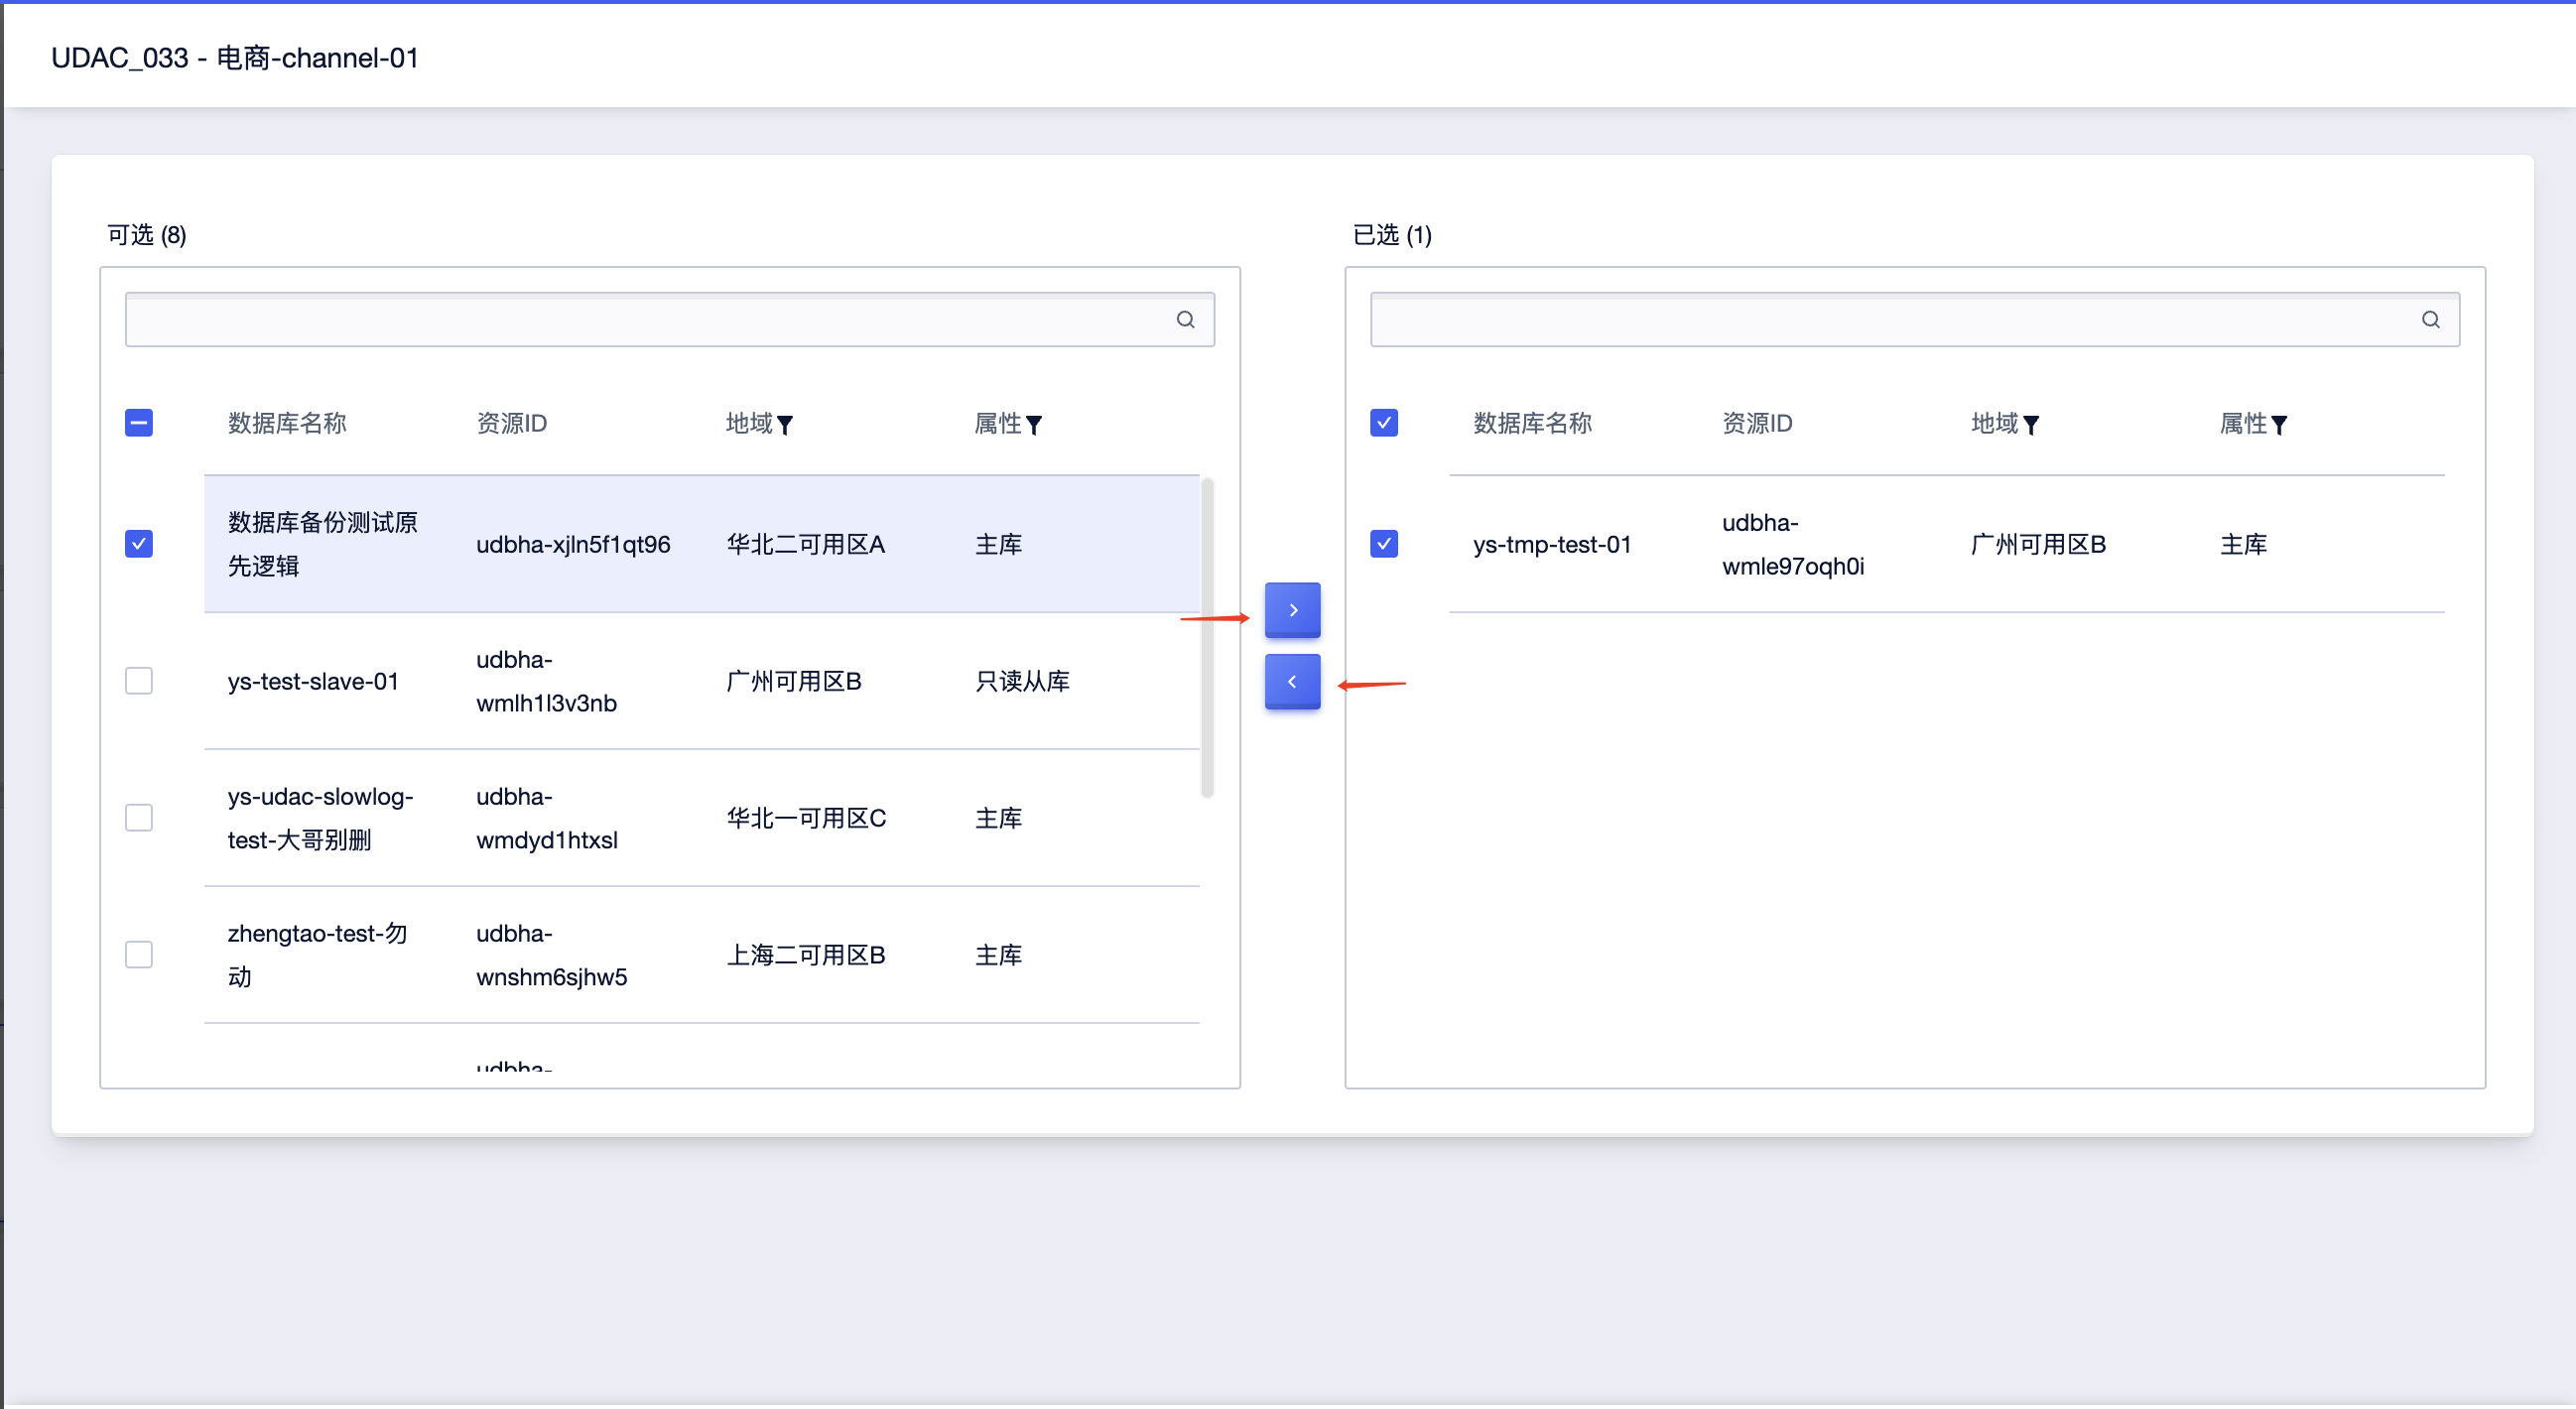 UDAC_033 - 电商-channel-01
可选 (8)
数据库名称 资源ID 地域 属性
数据库备份测试原
先逻辑
udbha-xjln5f1qt96
华北二可用区A
主库
ys-test-slave-01
udbha-
wmlh1l3v3nb
广州可用区B
只读从库
ys-udac-slowlog-
test-大哥别删
udbha-
wmdyd1htxsl
华北一可用区C
主库
zhengtao-test-勿
动
udbha-
wnshm6sjhw5
上海二可用区B
主库
udbha-
已选 (1)
数据库名称 资源ID 地域 属性
ys-tmp-test-01
udbha-
wmle97oqh0i
广州可用区B
主库